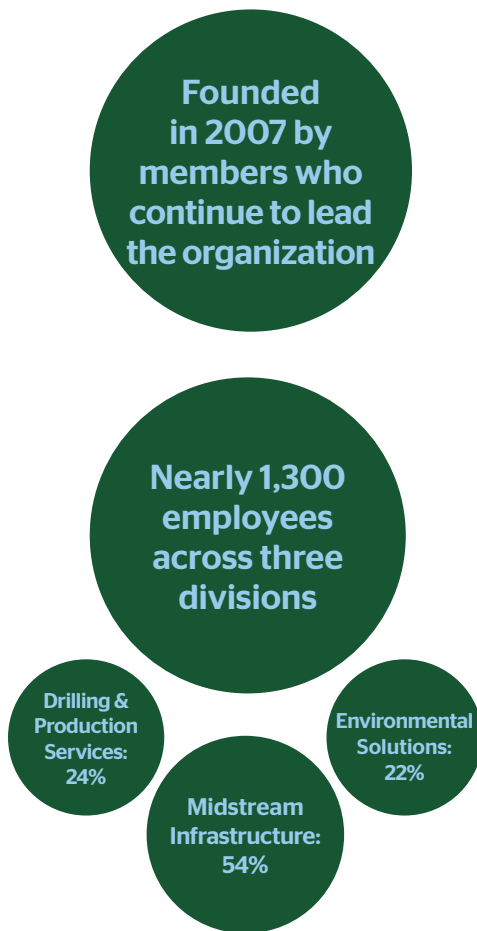 Founded
in 2007 by
members who
continue to lead
the organization
Nearly 1,300
employees
across three
divisions
Drilling &
Production
Services:
24%
Midstream
Infrastructure:
54%
Environmental
Solutions:
22%